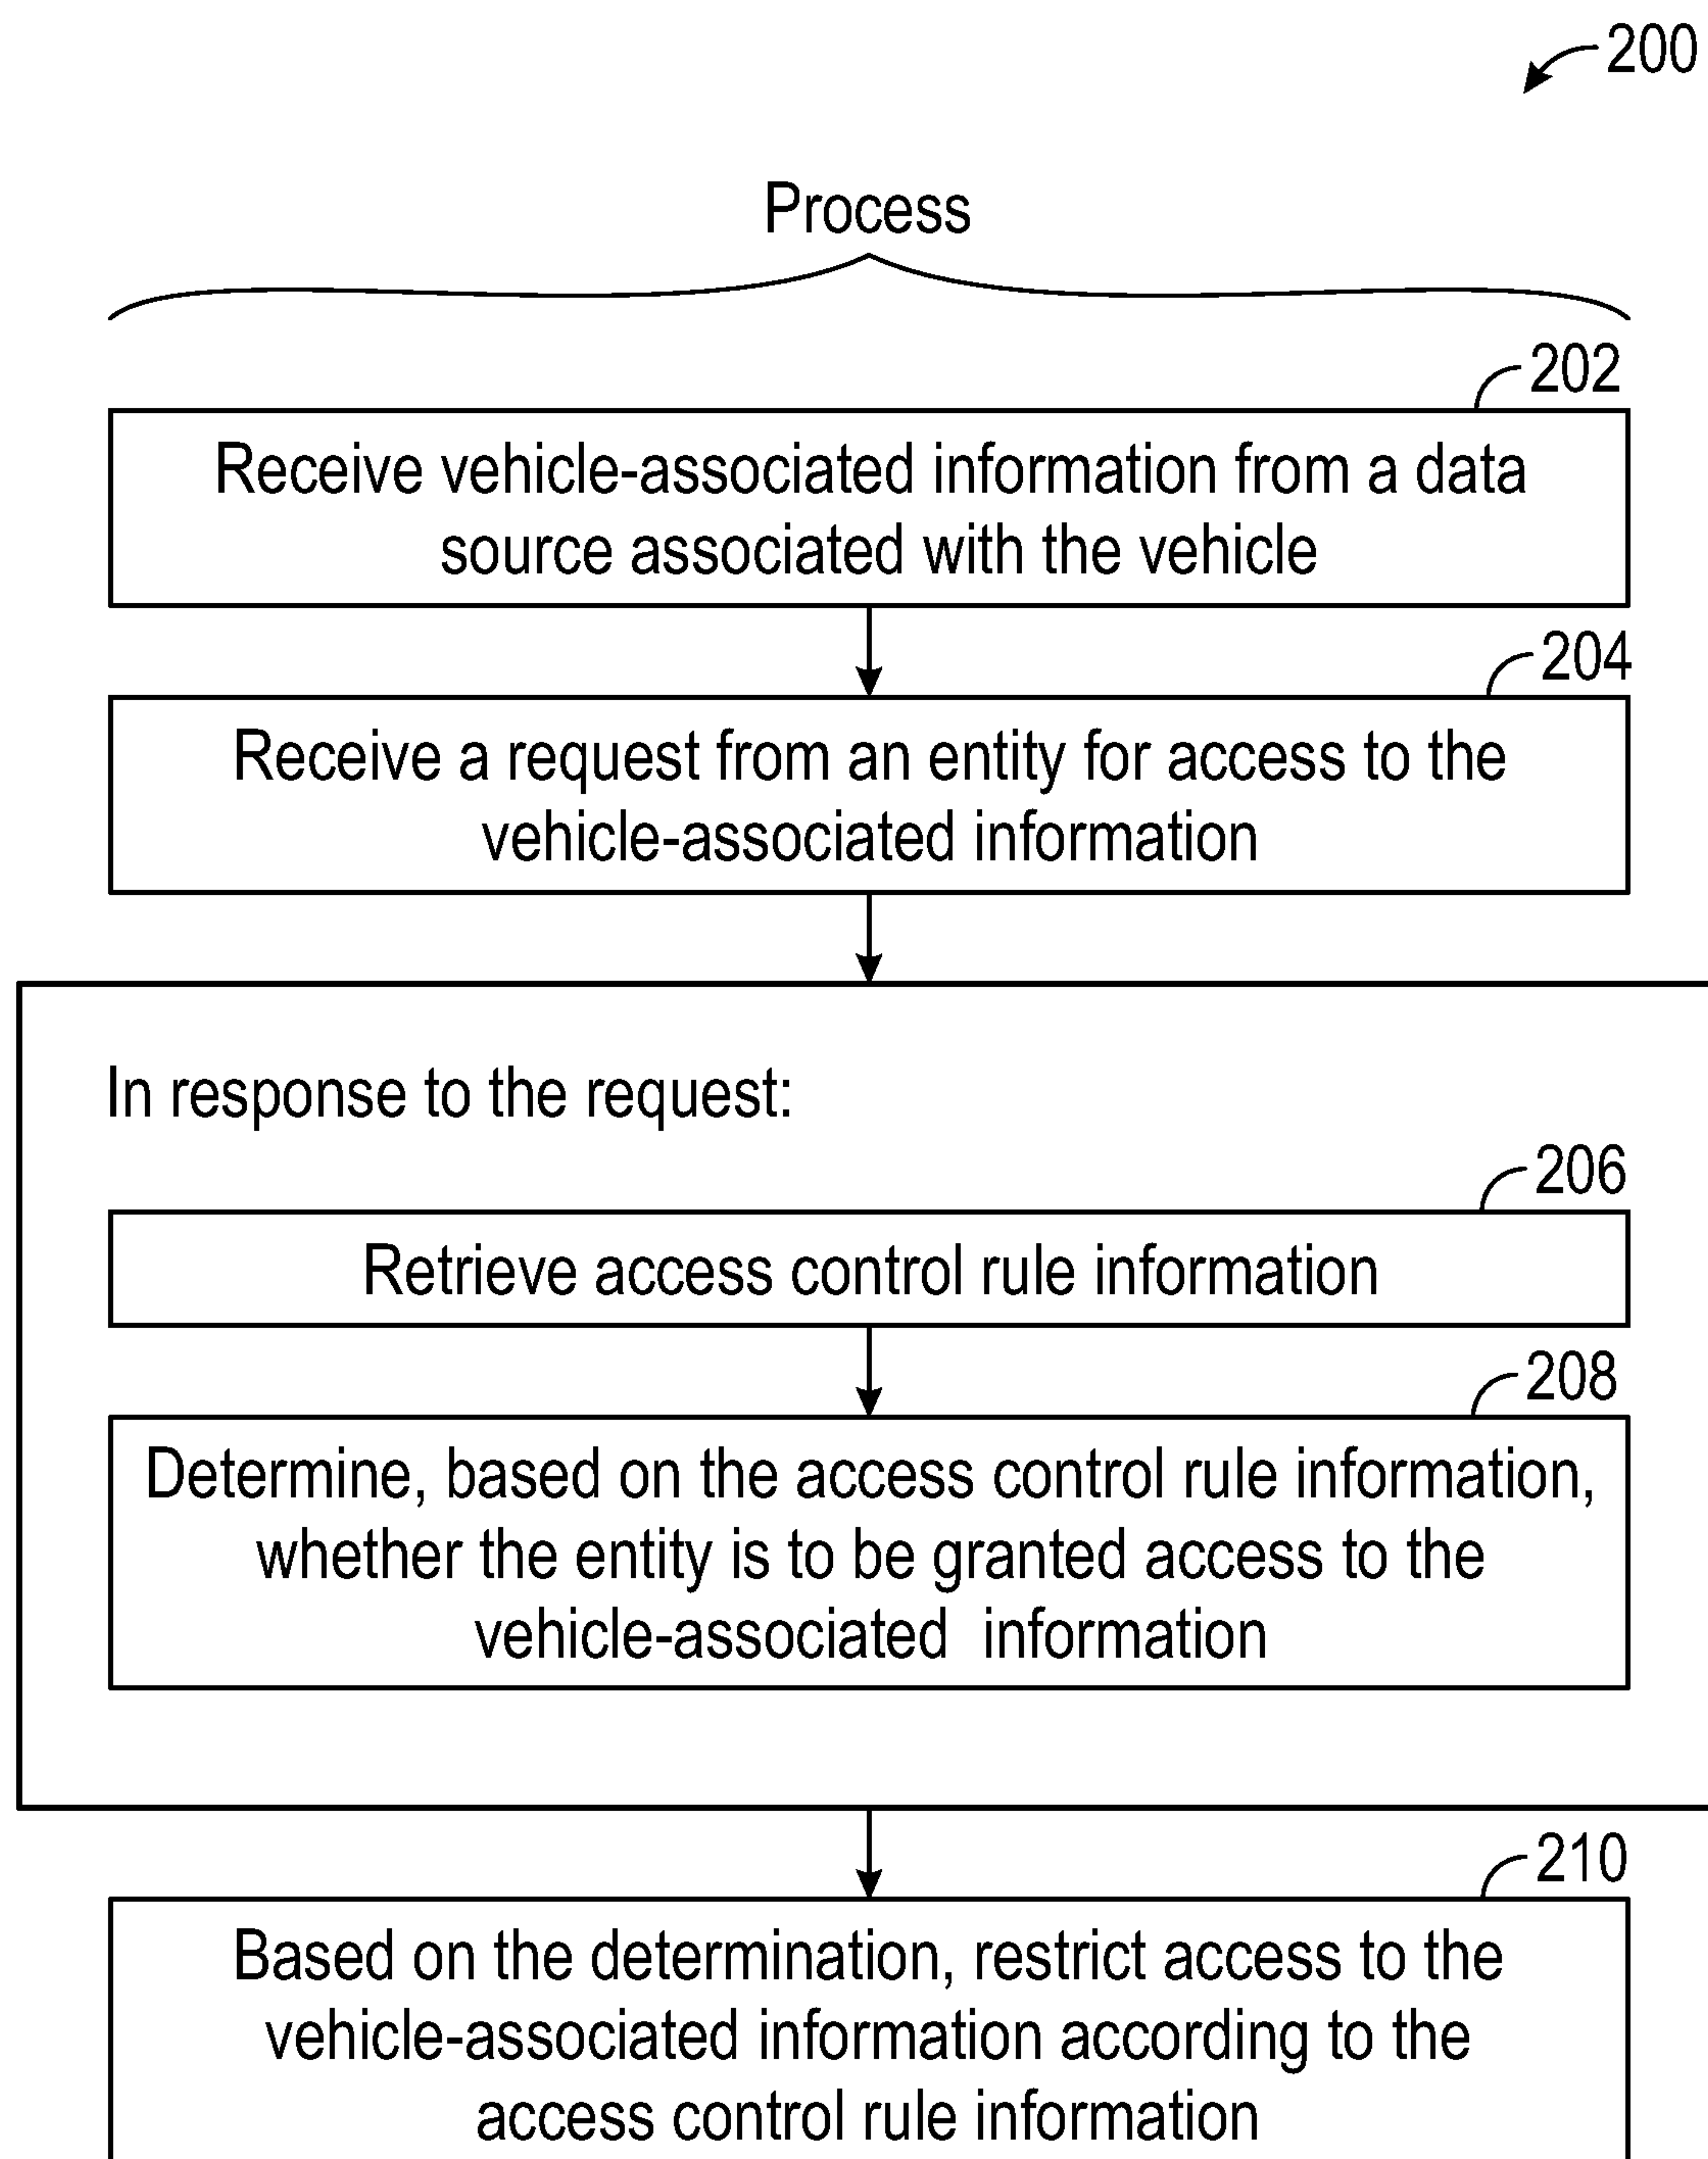 200
Process
202
Receive vehicle-associated information from a data
source associated with the vehicle
204
Receive a request from an entity for access to the
vehicle-associated information
In response to the request:
206
Retrieve access control rule information
208
Determine, based on the access control rule information,
whether the entity is to be granted access to the
vehicle-associated information
210
Based on the determination, restrict access to the
vehicle-associated information according to the
access control rule information